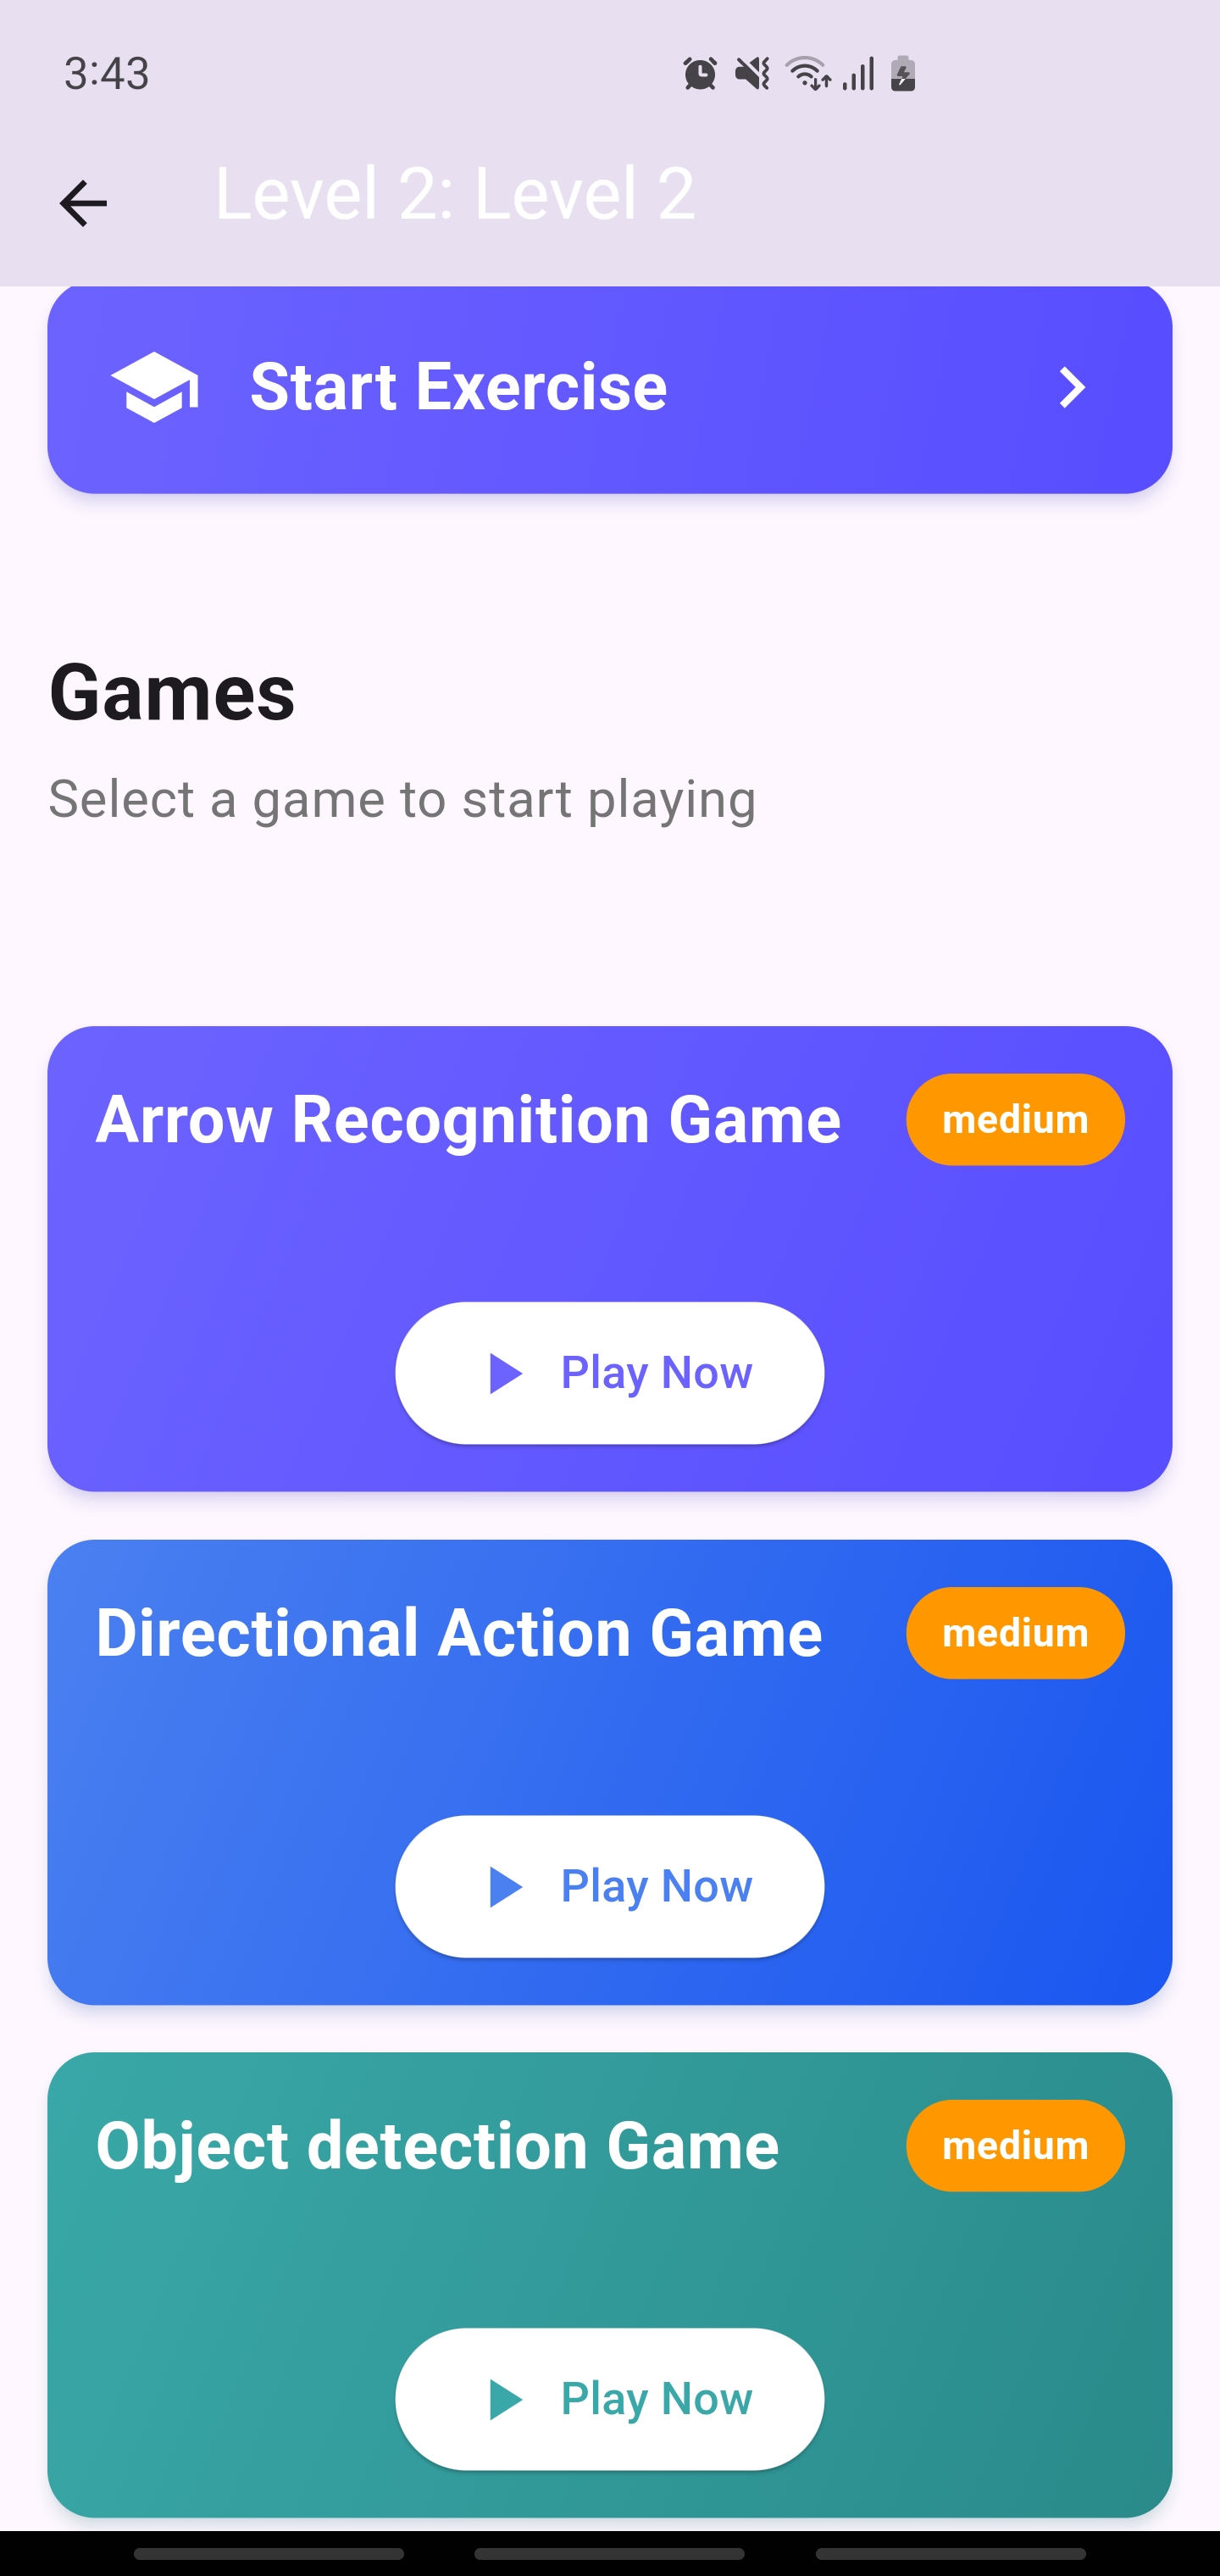 3:43
Level 2: Level 2
Start Exercise
Games
Select a game to start playing
Arrow Recognition Game
medium
Play Now
Directional Action Game
medium
Play Now
Object detection Game
medium
Play Now